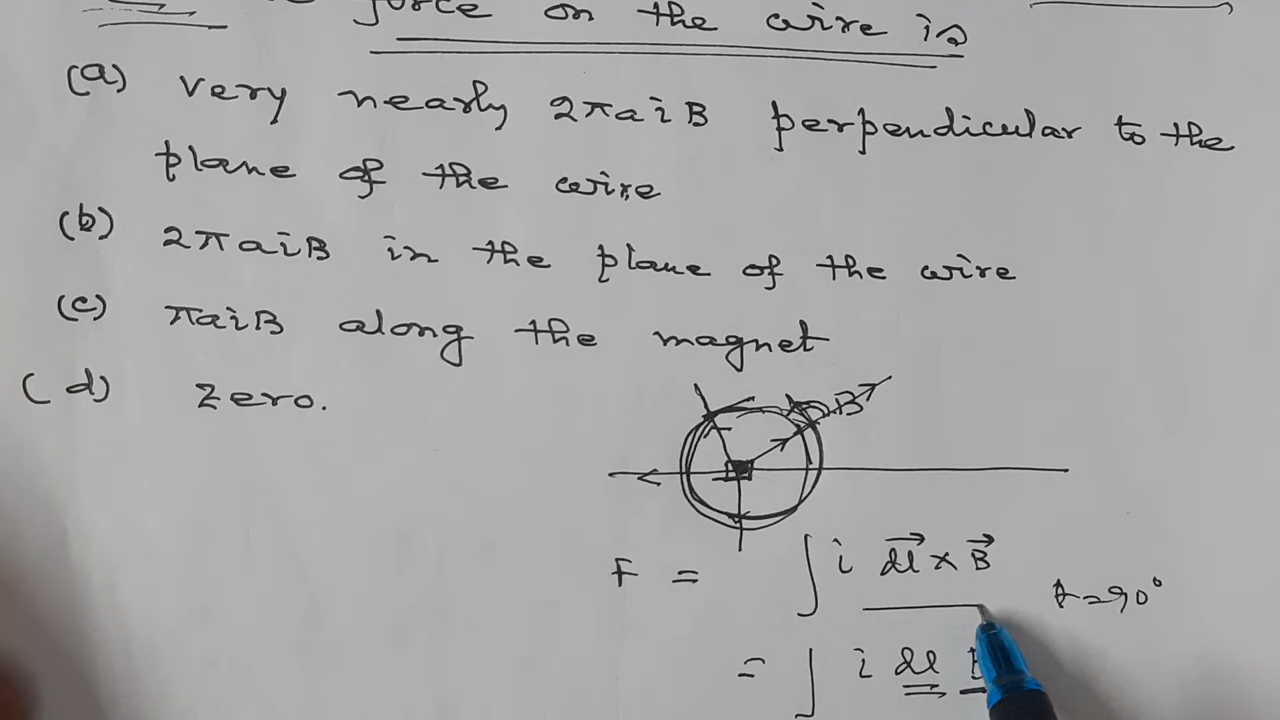 force on the wire is
(a) very nearly 2πaiB perpendicular to the
plane of the wire
(b) 2πaiB in the plane of the wire
(c) πaiB along the magnet
(d) zero.
B
F = ∫ i dl⃗ × B⃗
θ = 90°
= ∫ i dl